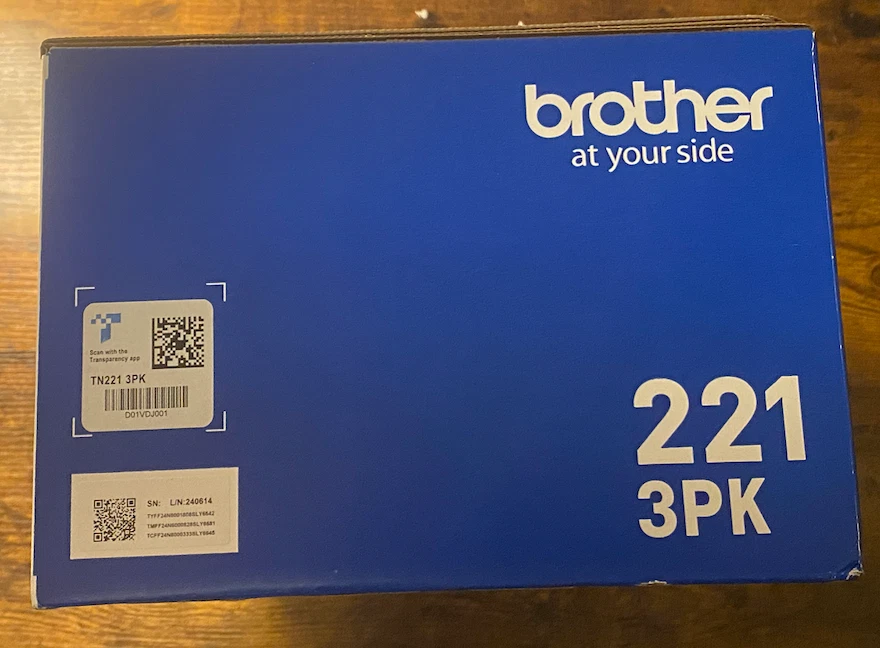 brother
at your side
Scan with the
Transparency app
TN221 3PK
D01VDJ001
221
3PK
SN: L/N:240614